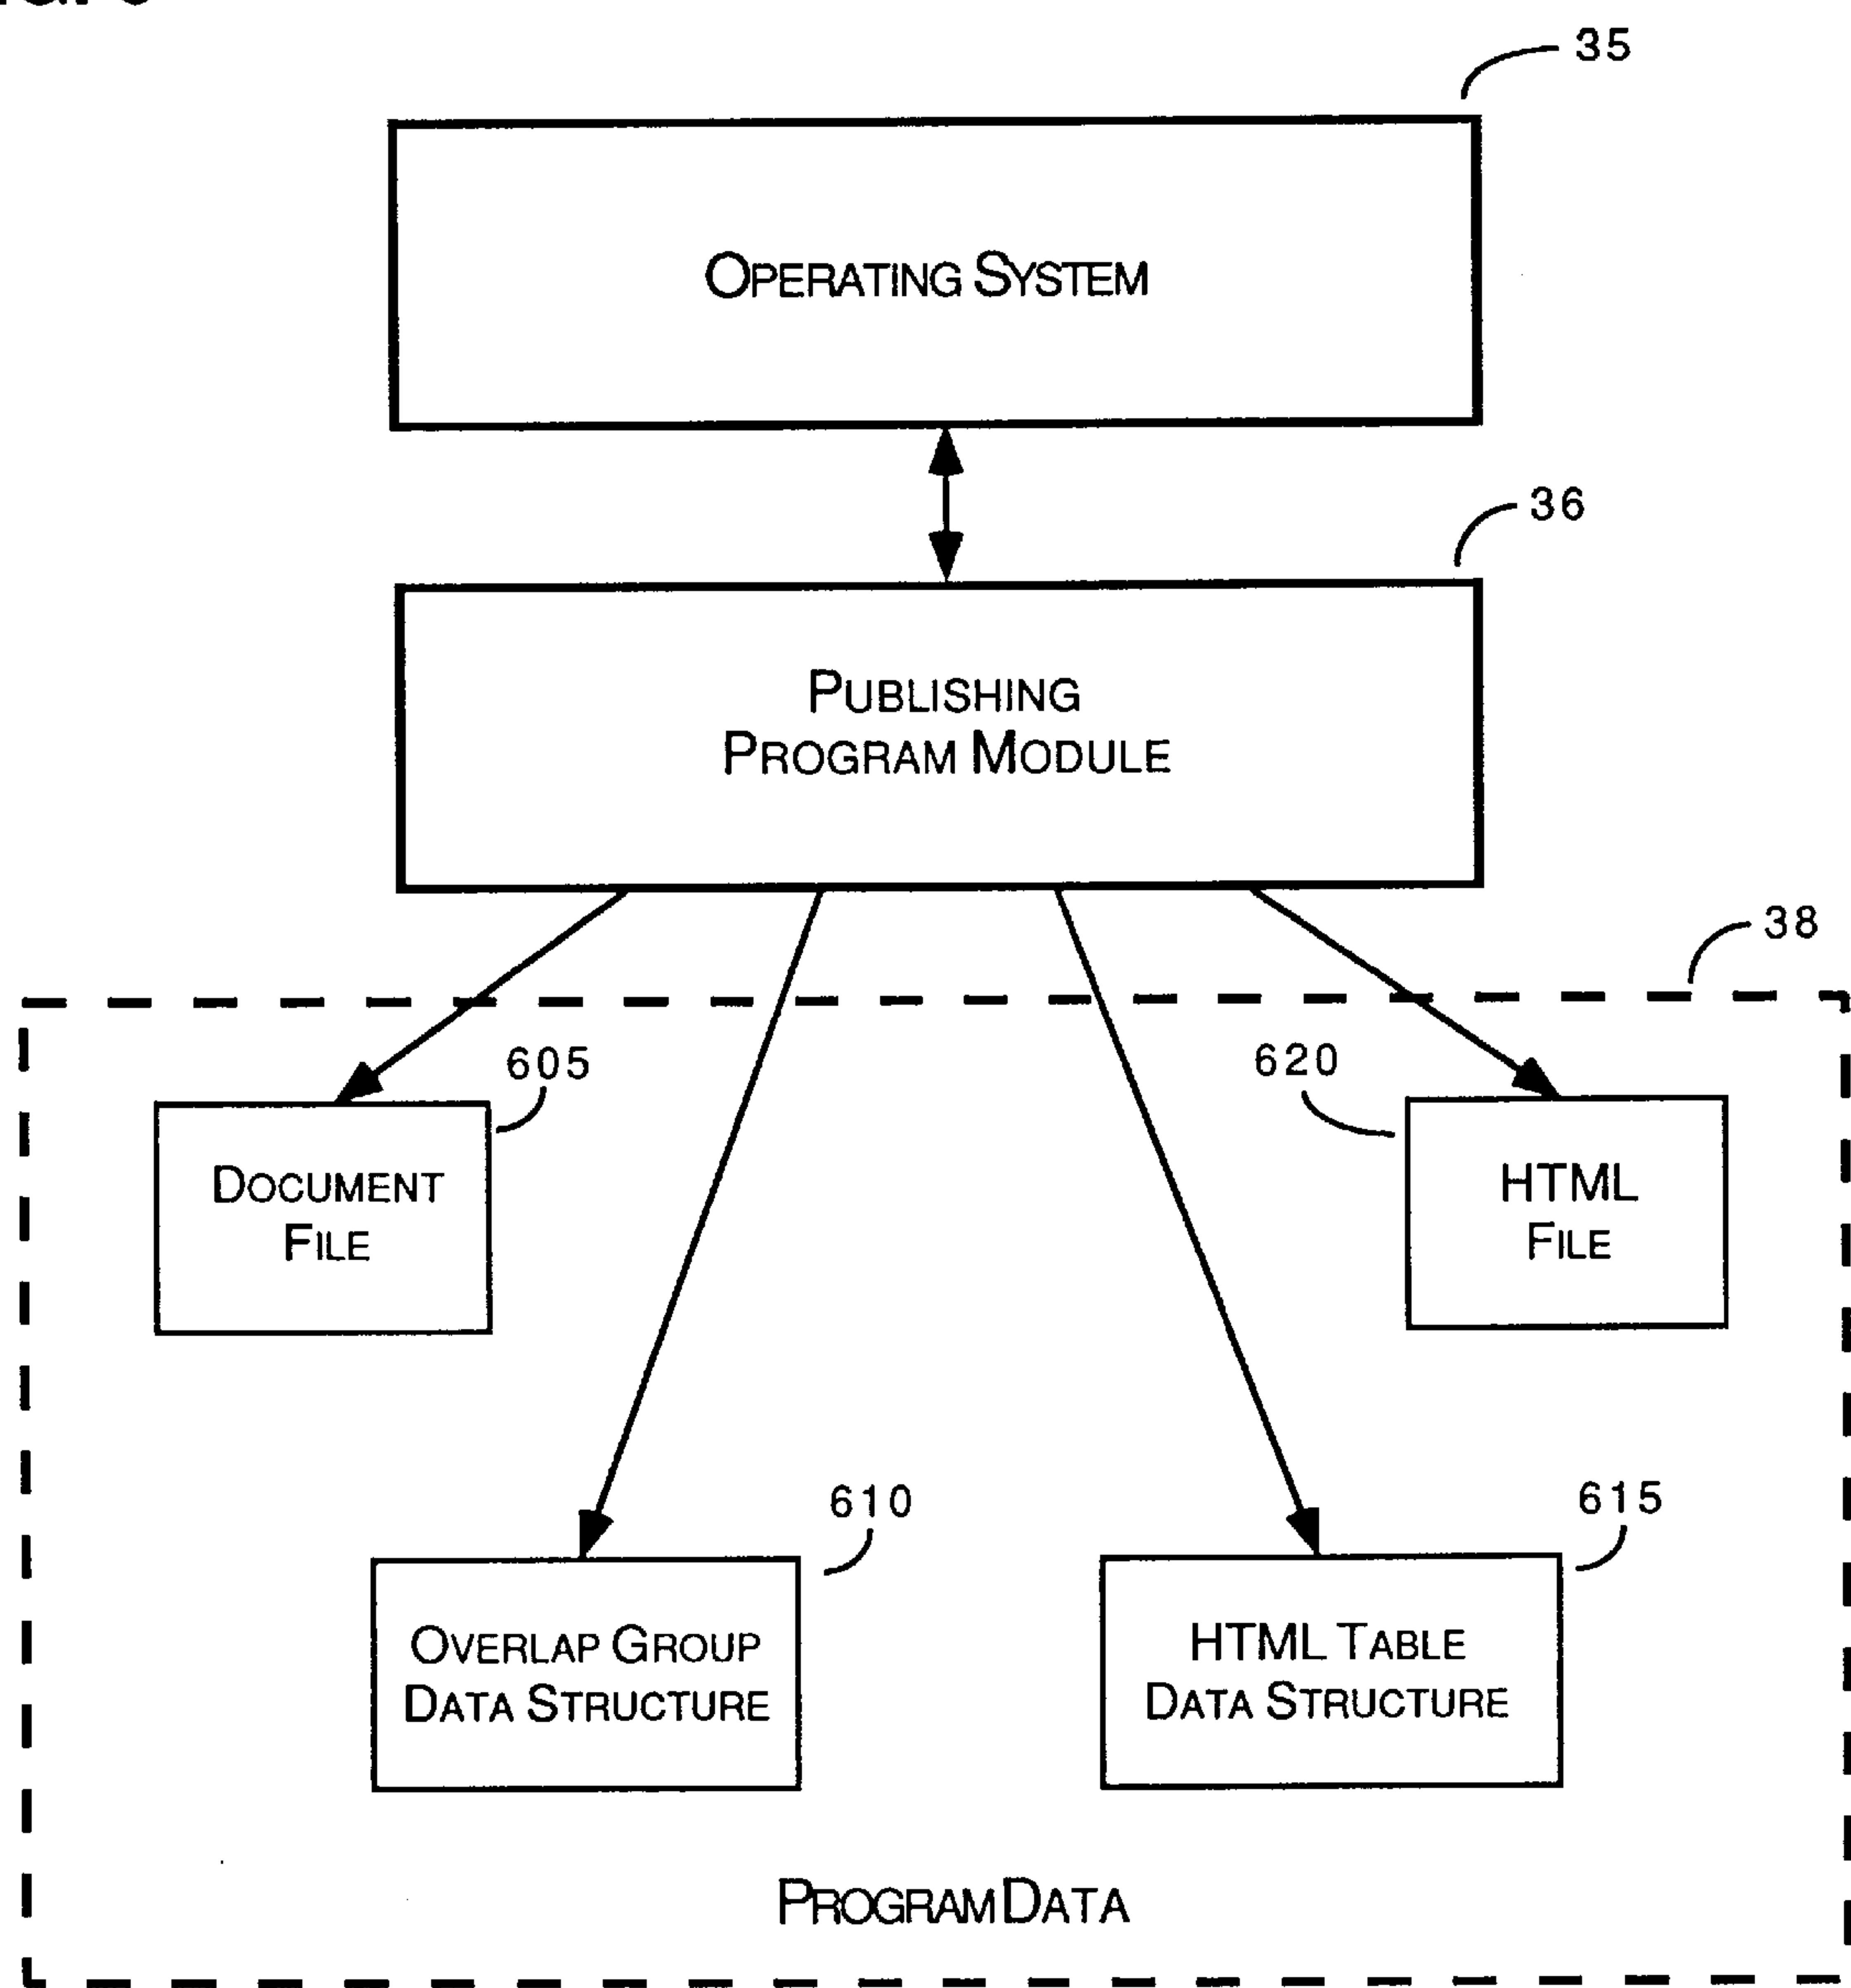 35
OPERATING SYSTEM
36
PUBLISHING
PROGRAM MODULE
38
605
620
DOCUMENT
FILE
HTML
FILE
610
615
OVERLAP GROUP
DATA STRUCTURE
HTML TABLE
DATA STRUCTURE
PROGRAM DATA